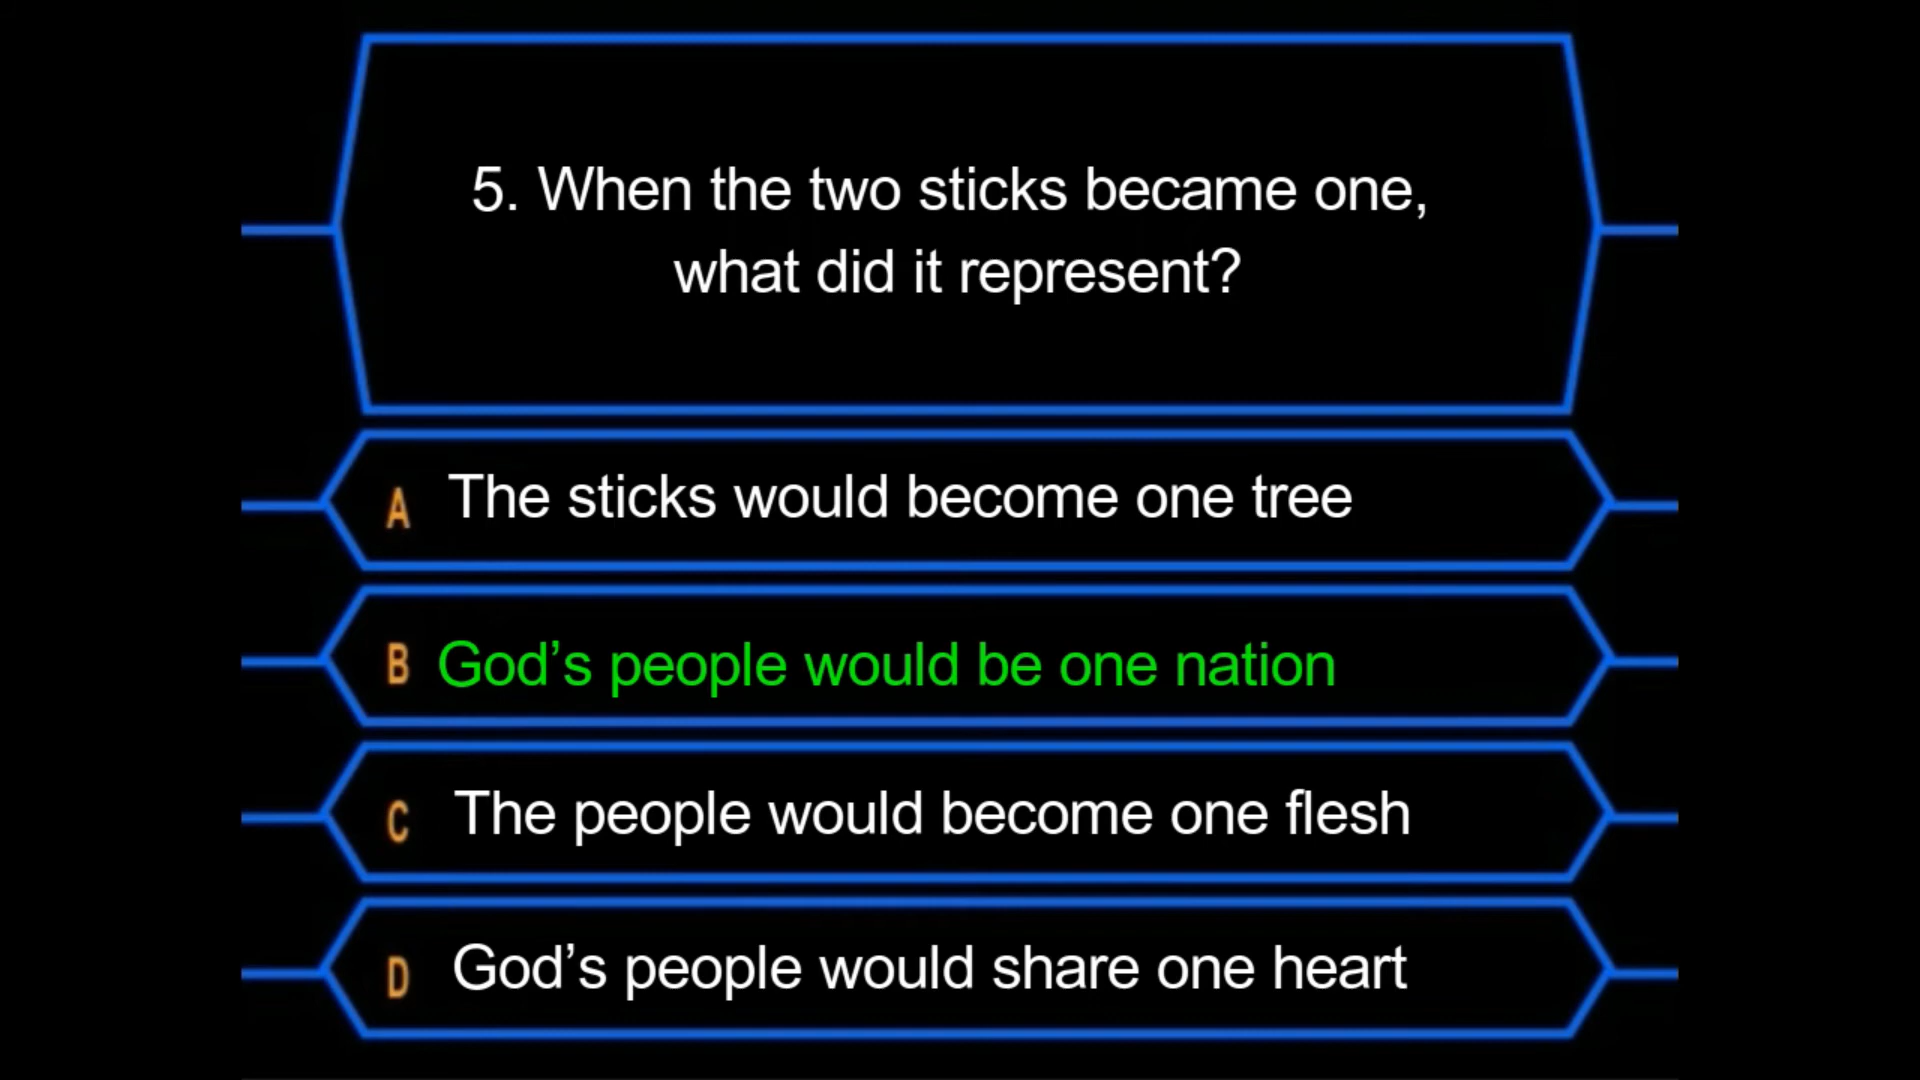 5. When the two sticks became one,
what did it represent?
A The sticks would become one tree
B God’s people would be one nation
C The people would become one flesh
D God’s people would share one heart